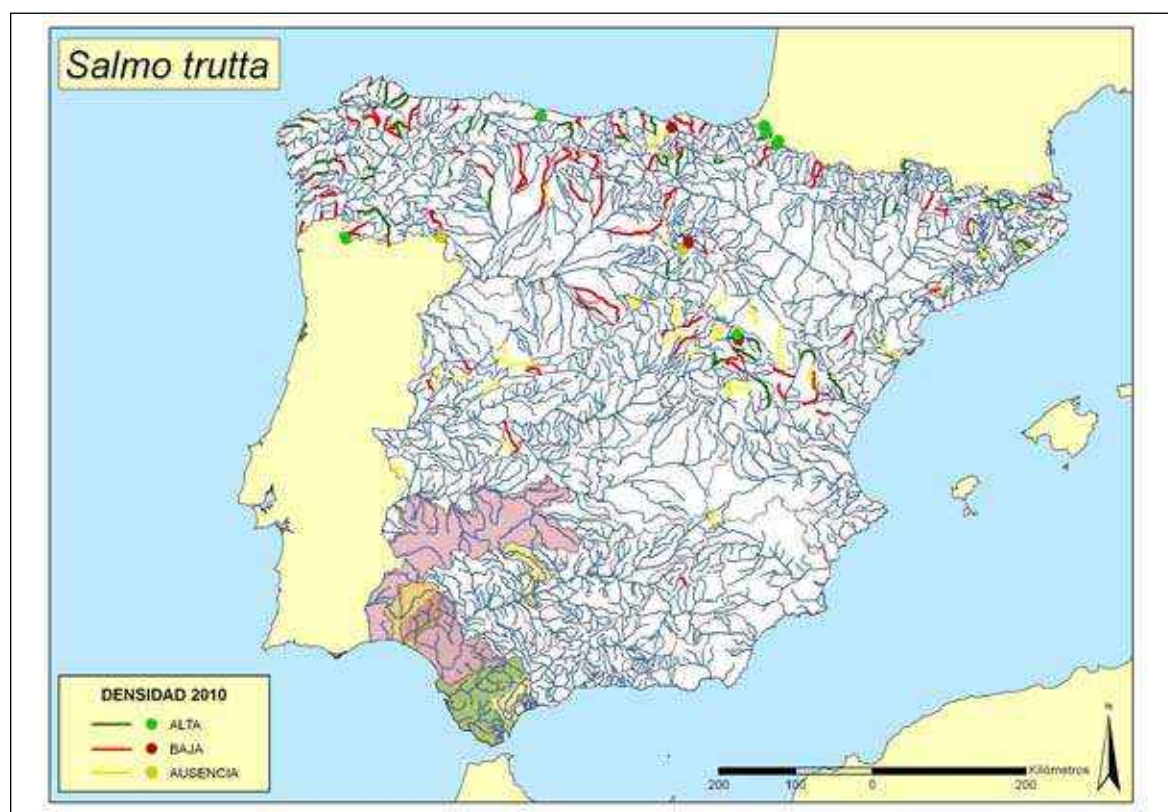 Salmo trutta
DENSIDAD 2010
ALTA
BAJA
AUSENCIA
N
Kilómetros
200 100 0 200